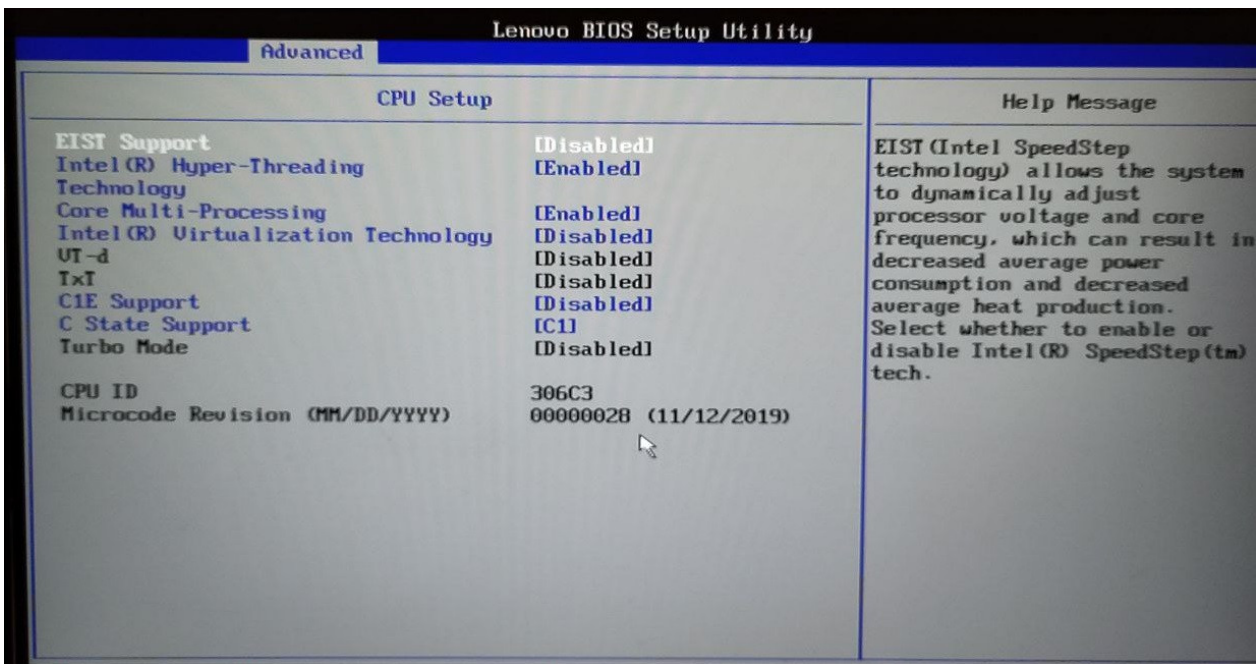 Lenovo BIOS Setup Utility
Advanced
CPU Setup
EIST Support [Disabled]
Intel(R) Hyper-Threading [Enabled]
Technology
Core Multi-Processing [Enabled]
Intel(R) Virtualization Technology [Disabled]
VT-d [Disabled]
TxT [Disabled]
C1E Support [Disabled]
C State Support [C1]
Turbo Mode [Disabled]
CPU ID 306C3
Microcode Revision (MM/DD/YYYY) 00000028 (11/12/2019)
Help Message
EIST(Intel SpeedStep
technology) allows the system
to dynamically adjust
processor voltage and core
frequency, which can result in
decreased average power
consumption and decreased
average heat production.
Select whether to enable or
disable Intel(R) SpeedStep(tm)
tech.